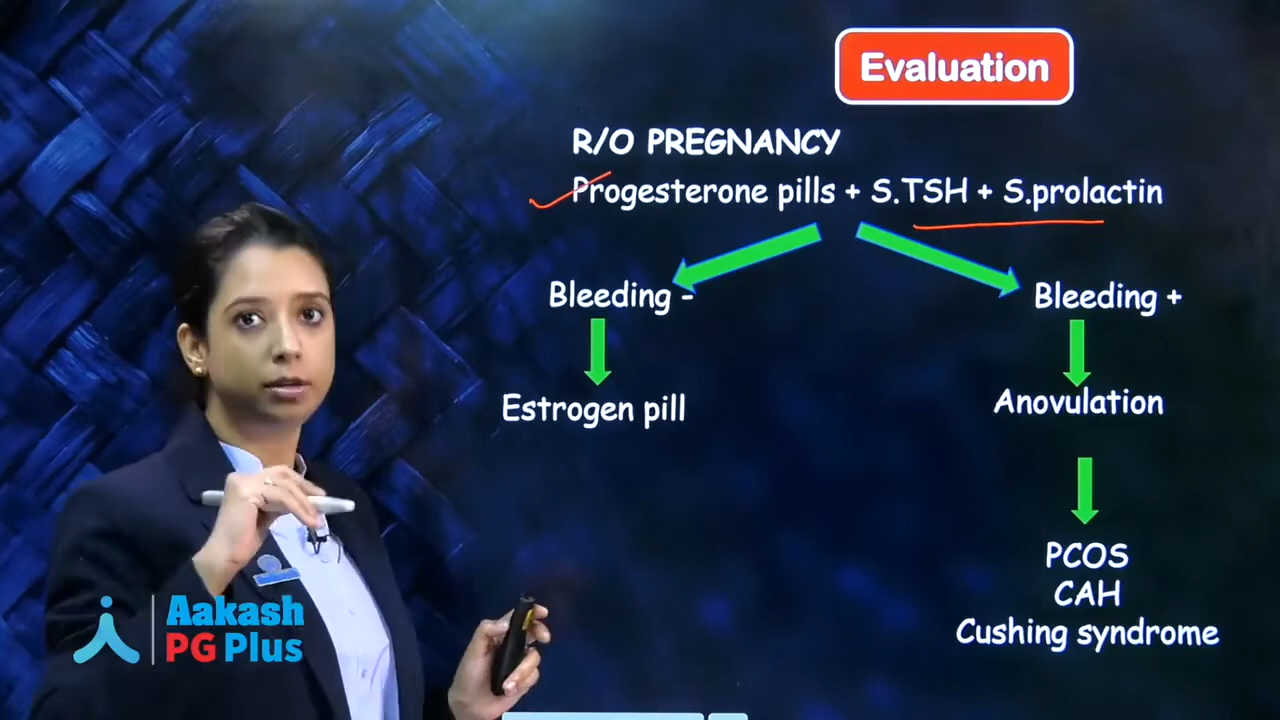 Evaluation
R/O PREGNANCY
Progesterone pills + S.TSH + S.prolactin
Bleeding -
Bleeding +
Estrogen pill
Anovulation
PCOS
CAH
Cushing syndrome
Aakash
PG Plus